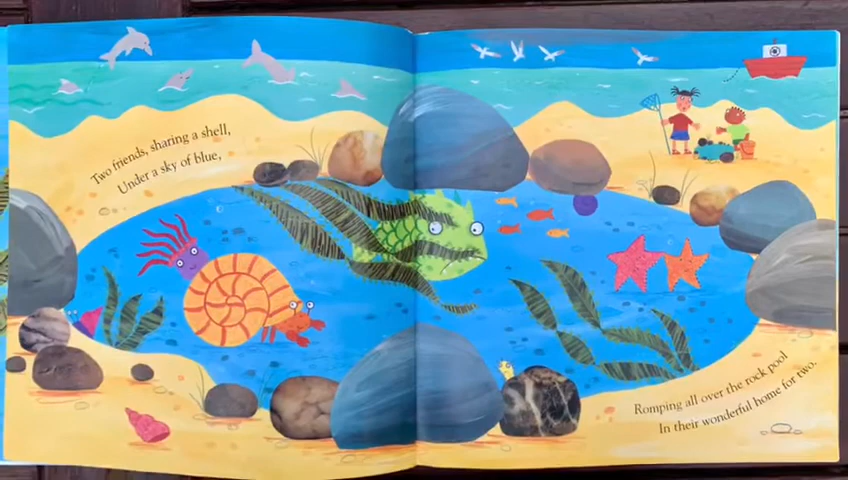 Two friends, sharing a shell,
Under a sky of blue,
Romping all over the rock pool
In their wonderful home for two.